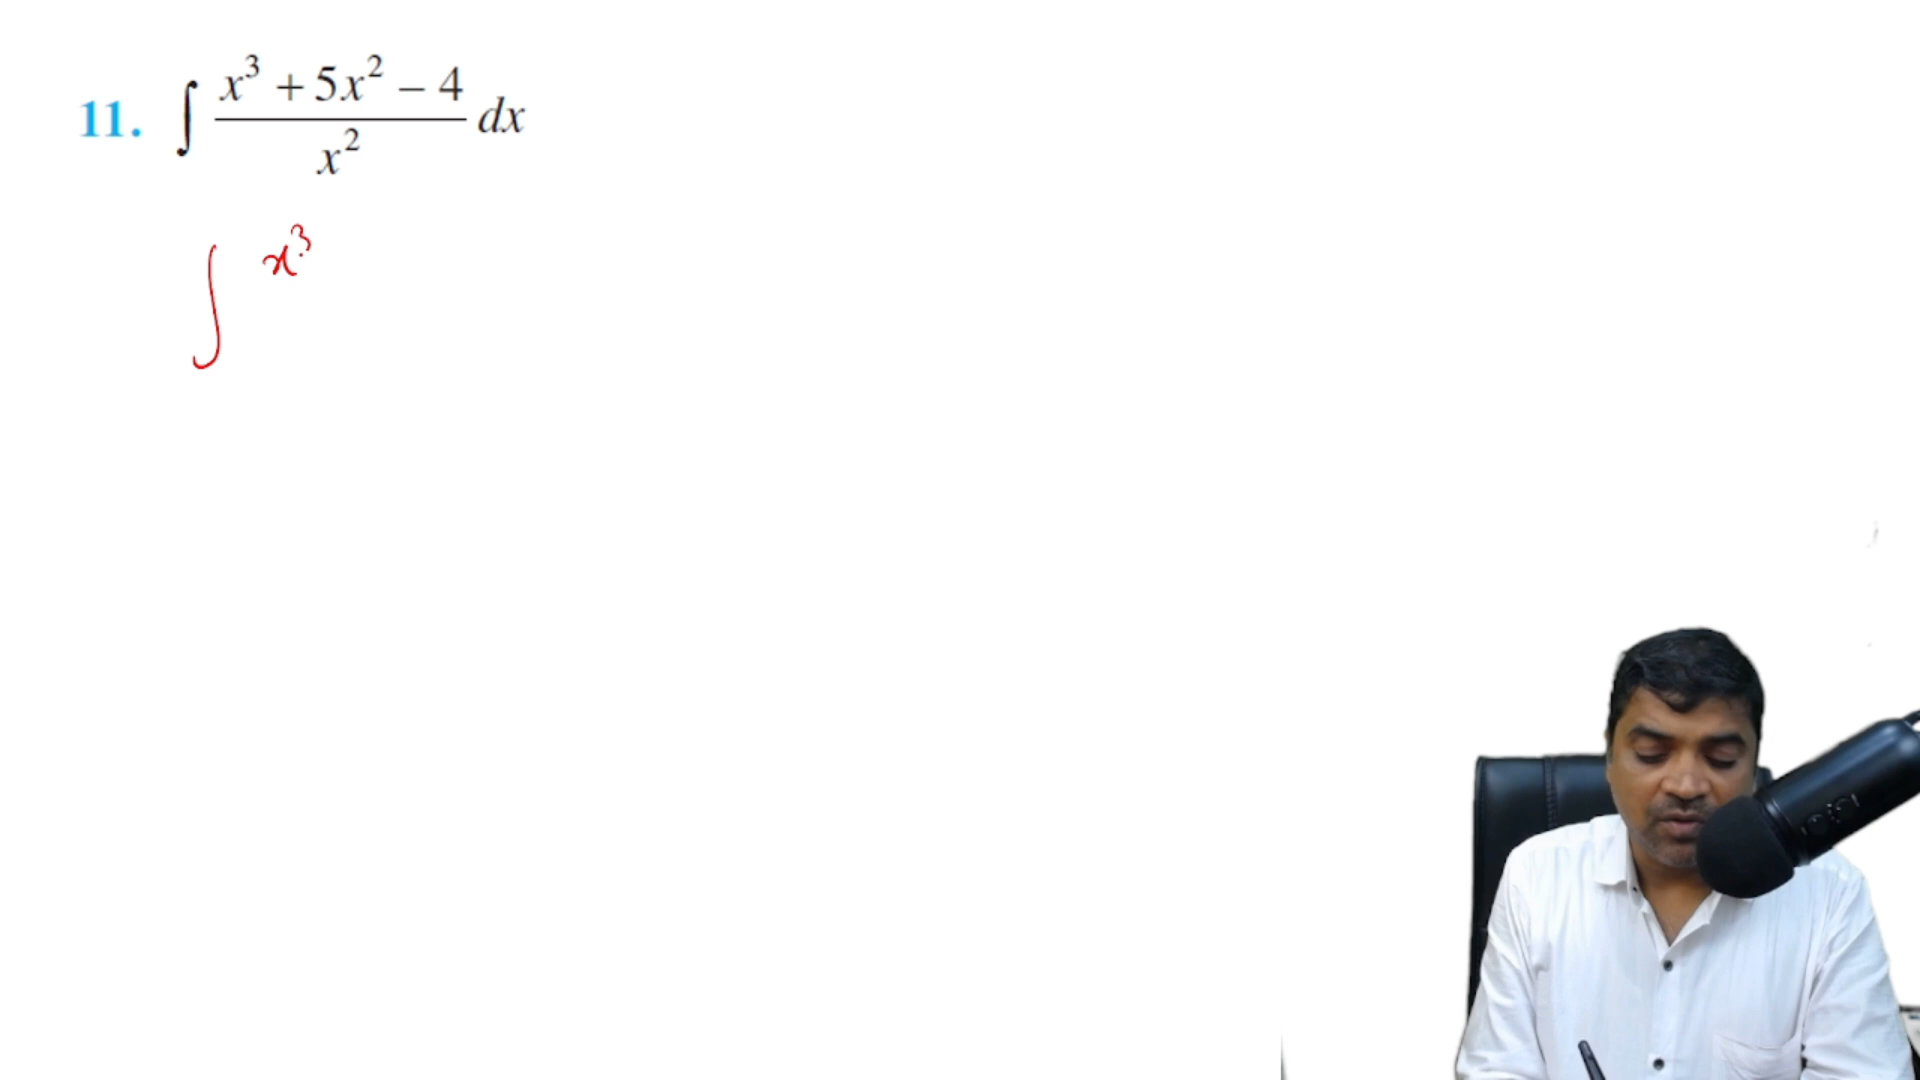 11. ∫ (x³ + 5x² − 4)/x² dx
∫ x³